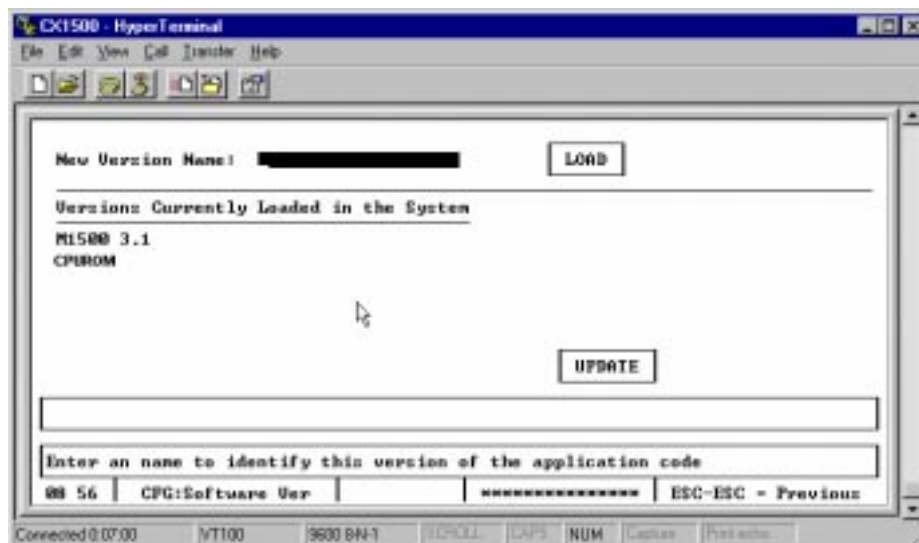 CX1500 - HyperTerminal
File Edit View Call Transfer Help
New Version Name: LOAD
Versions Currently Loaded in the System
M1500 3.1
CPUROM
UPDATE
Enter an name to identify this version of the application code
08 56 CFG:Software Ver *************** ESC-ESC - Previous
Connected 0:07:00 VT100 9600 8-N-1 SCROLL CAPS NUM Capture Print echo